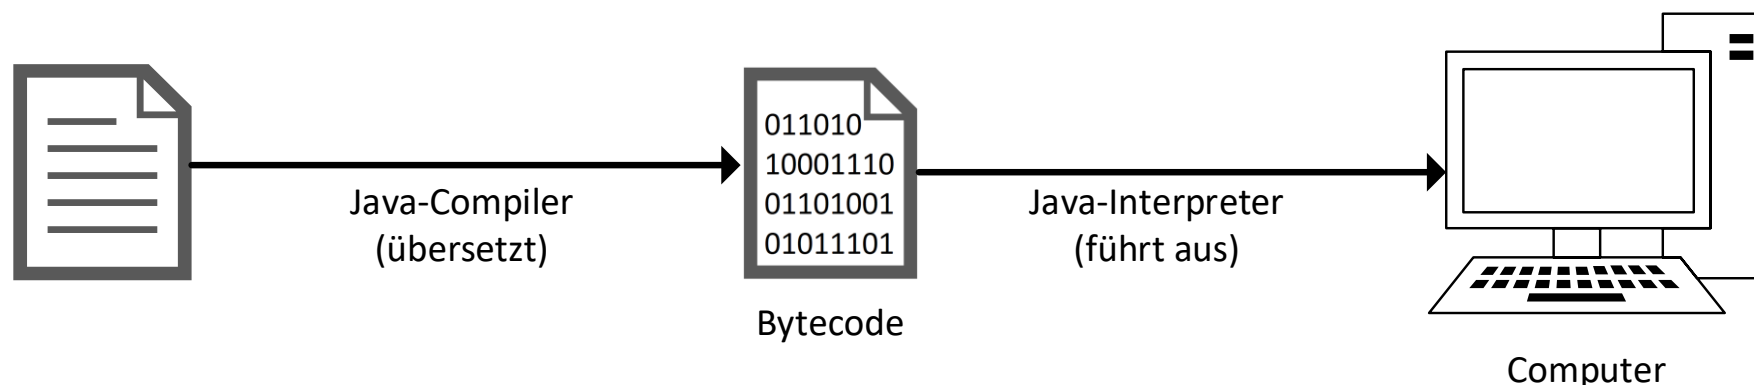 011010
10001110
01101001
01011101
Java-Compiler
(übersetzt)
Java-Interpreter
(führt aus)
Bytecode
Computer